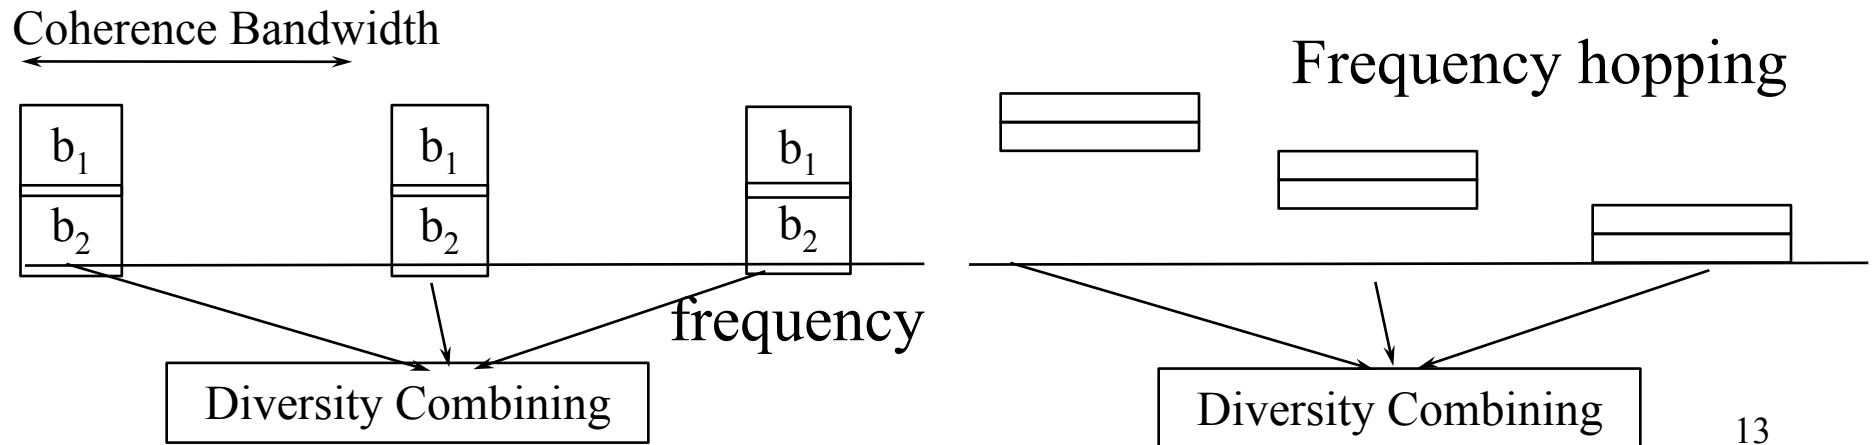 Coherence Bandwidth
b₁ b₁ b₁
b₂ b₂ b₂
frequency
Diversity Combining
Frequency hopping
Diversity Combining
13